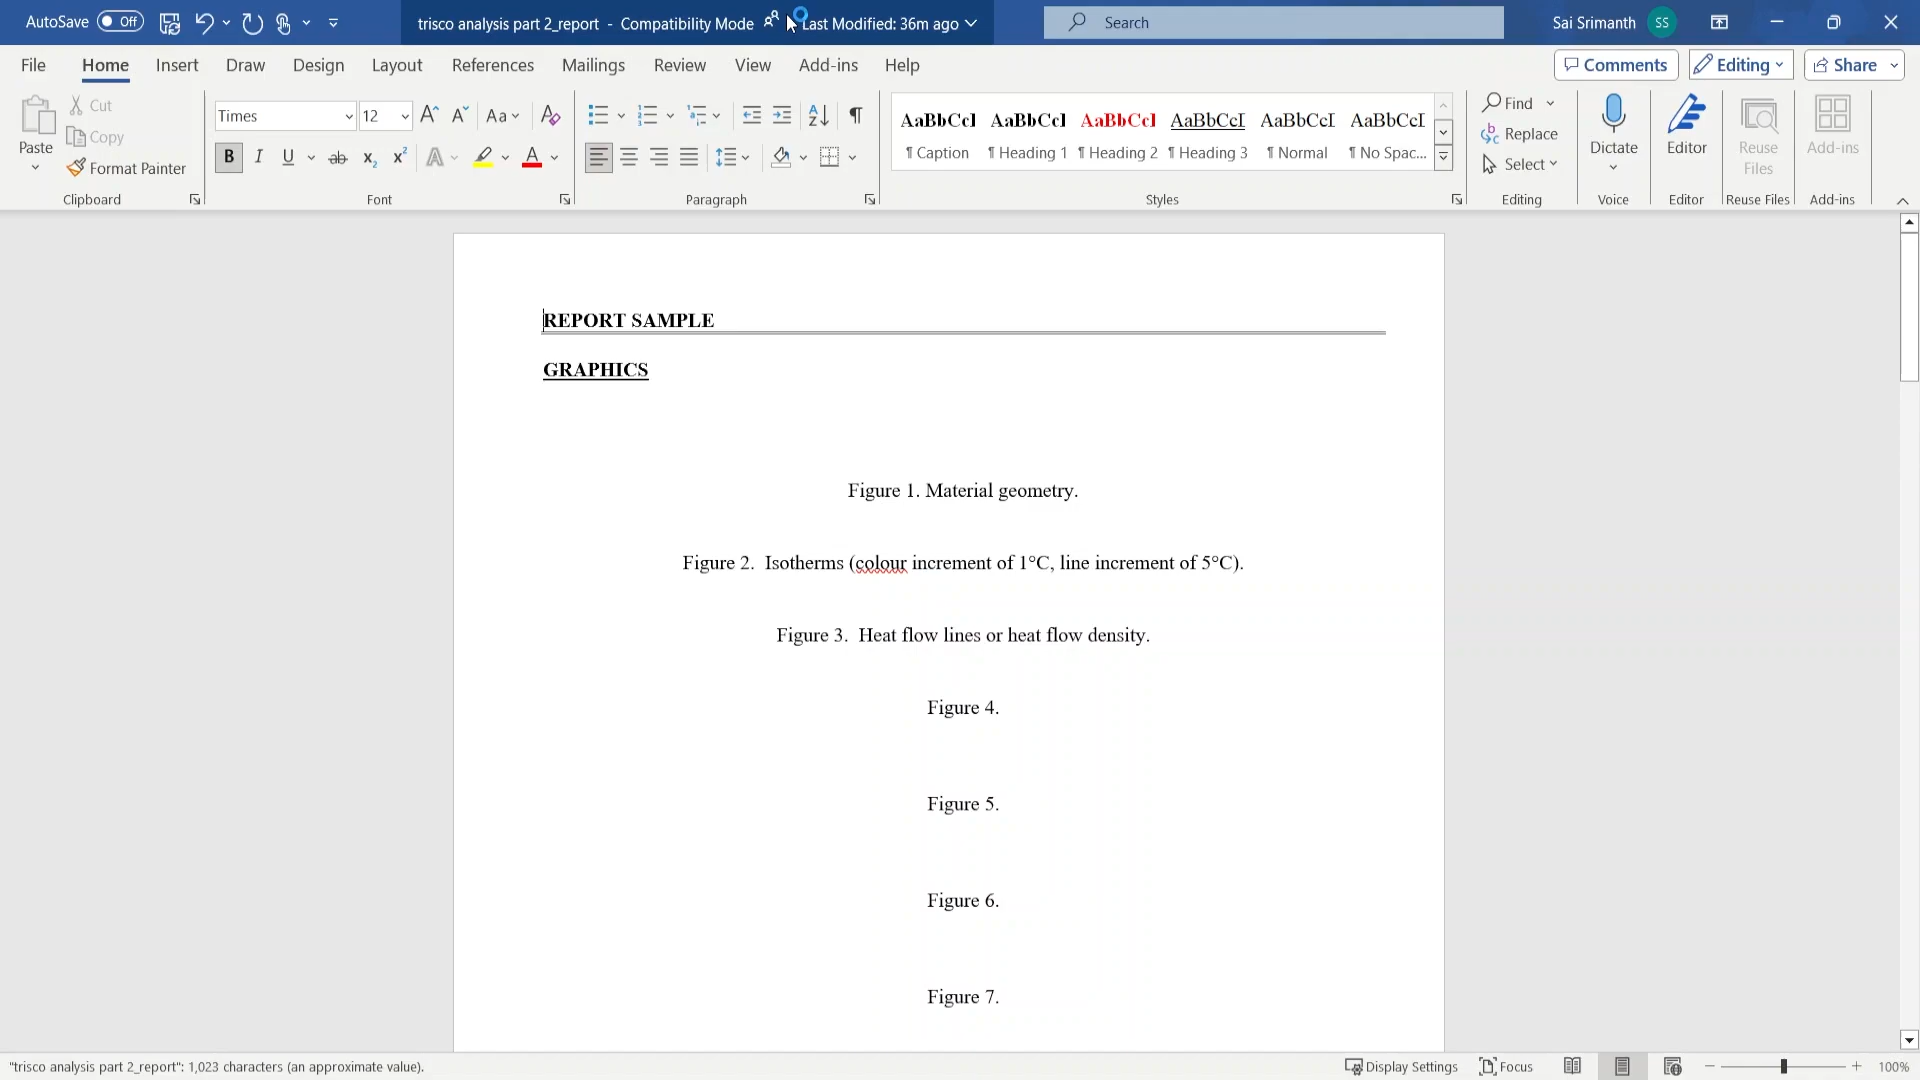 AutoSave Off trisco analysis part 2_report - Compatibility Mode Last Modified: 36m ago Search Sai Srimanth SS
File Home Insert Draw Design Layout References Mailings Review View Add-ins Help Comments Editing Share
Paste Cut Copy Format Painter
Clipboard
Times 12 Aa
B I U ab x₂ x² A A
Font
Paragraph
AaBbCcI AaBbCcI AaBbCcI AaBbCcI AaBbCcI AaBbCcI
¶ Caption ¶ Heading 1 ¶ Heading 2 ¶ Heading 3 ¶ Normal ¶ No Spac...
Styles
Find
Replace
Select
Editing
Dictate
Voice
Editor
Editor
Reuse Files
Reuse Files
Add-ins
Add-ins
REPORT SAMPLE
GRAPHICS
Figure 1. Material geometry.
Figure 2.  Isotherms (colour increment of 1°C, line increment of 5°C).
Figure 3.  Heat flow lines or heat flow density.
Figure 4.
Figure 5.
Figure 6.
Figure 7.
"trisco analysis part 2_report": 1,023 characters (an approximate value). Display Settings Focus 100%